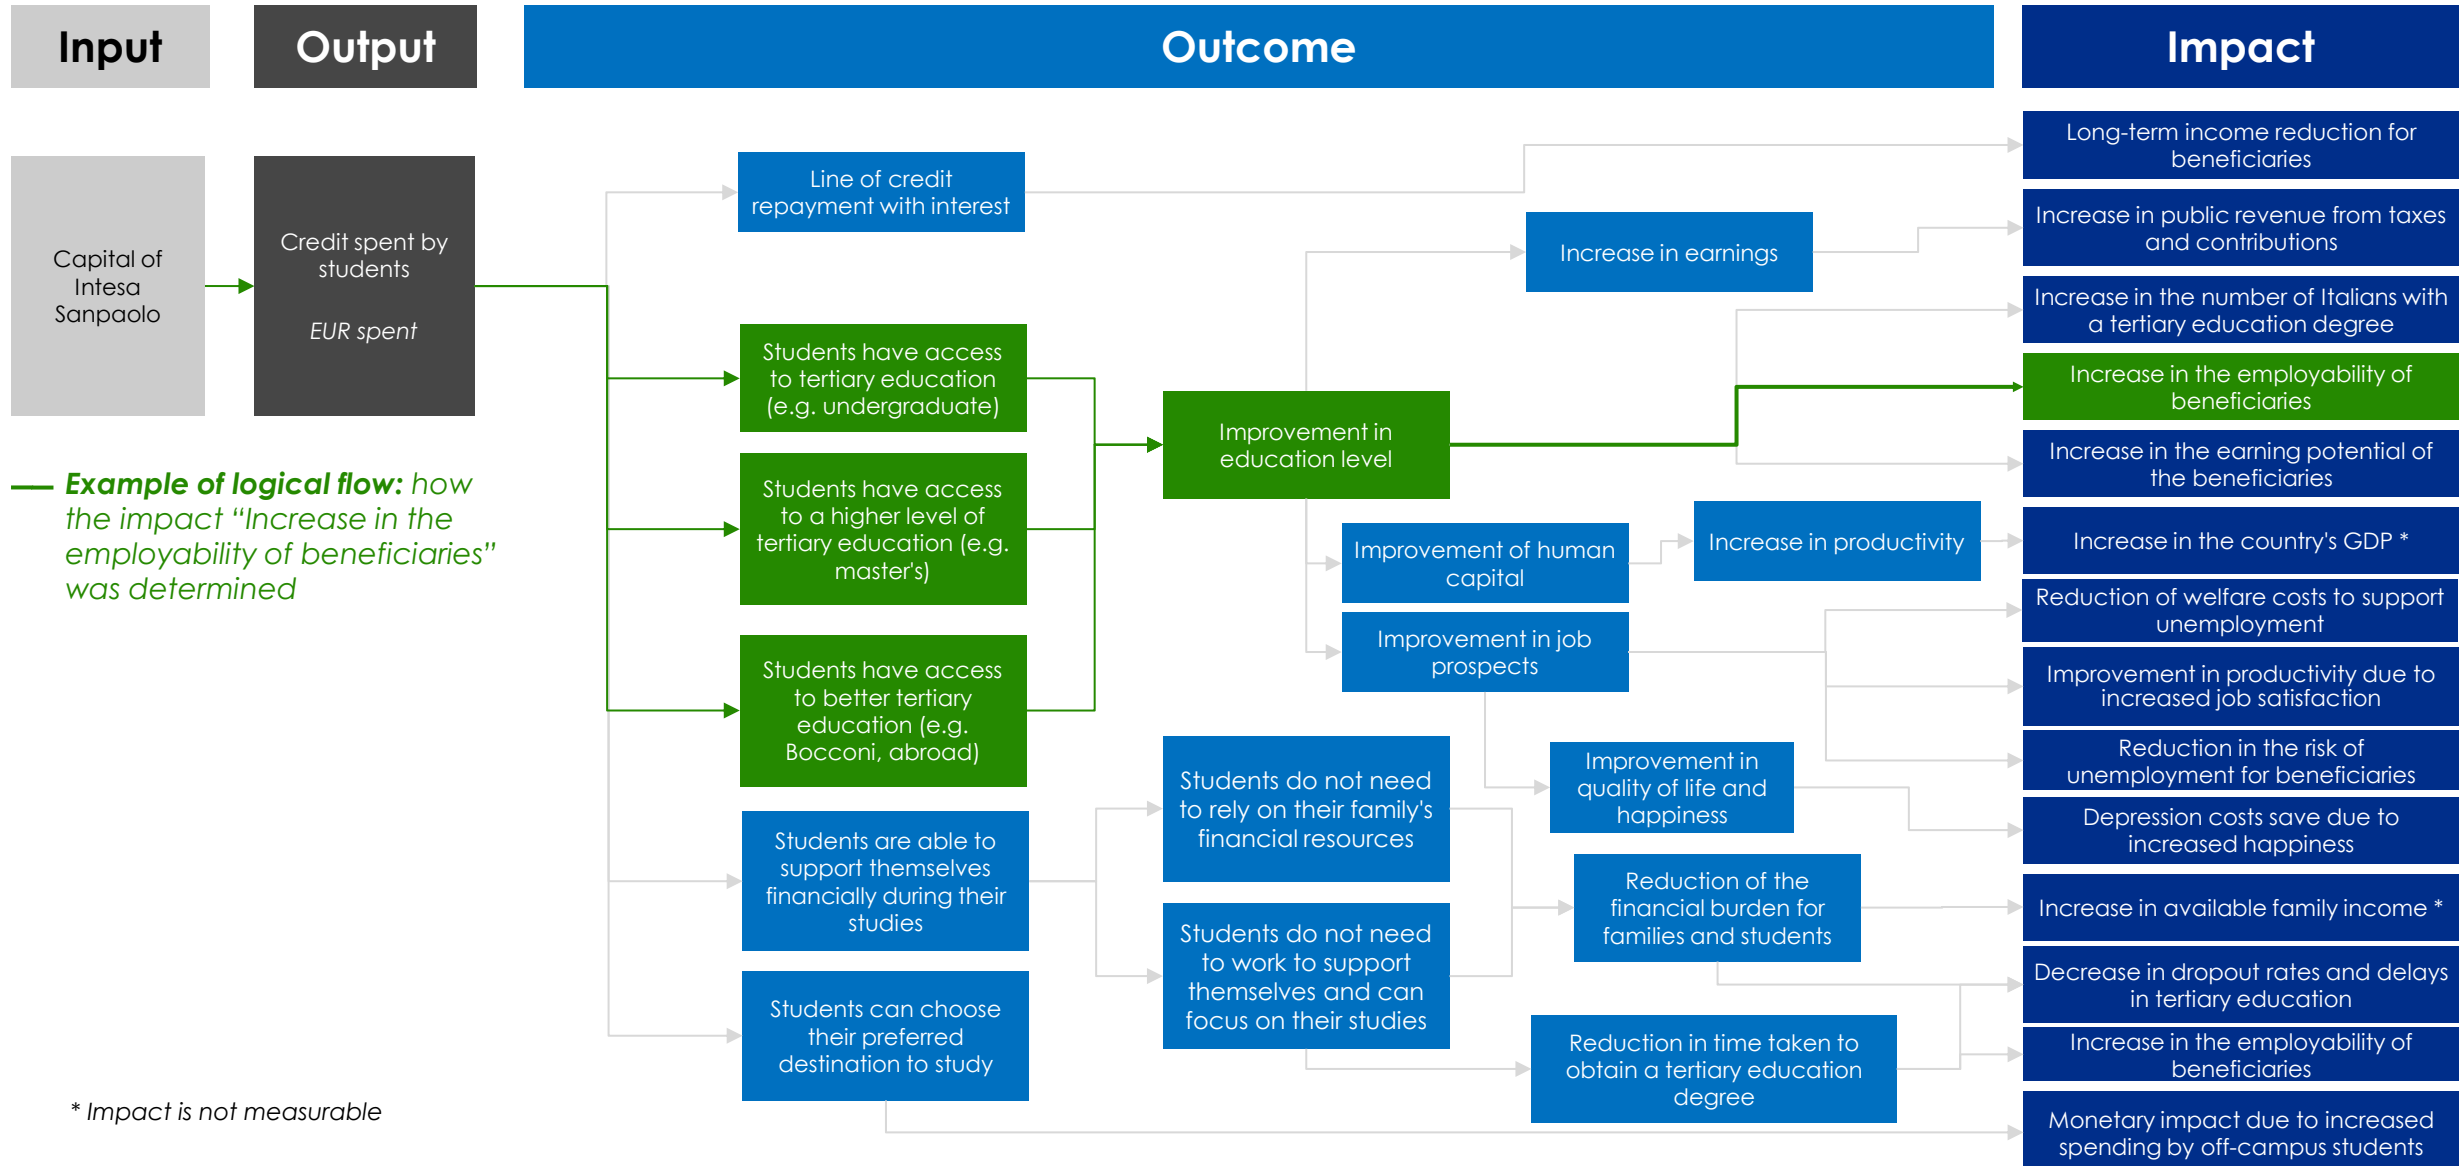 Input
Output
Outcome
Impact
Capital of
Intesa
Sanpaolo
Credit spent by
students
EUR spent
Example of logical flow: how
the impact “Increase in the
employability of beneficiaries”
was determined
Line of credit
repayment with interest
Students have access
to tertiary education
(e.g. undergraduate)
Students have access
to a higher level of
tertiary education (e.g.
master's)
Students have access
to better tertiary
education (e.g.
Bocconi, abroad)
Students are able to
support themselves
financially during their
studies
Students can choose
their preferred
destination to study
Improvement in
education level
Students do not need
to rely on their family's
financial resources
Students do not need
to work to support
themselves and can
focus on their studies
Increase in earnings
Improvement of human
capital
Increase in productivity
Improvement in job
prospects
Improvement in
quality of life and
happiness
Reduction of the
financial burden for
families and students
Reduction in time taken to
obtain a tertiary education
degree
Long-term income reduction for
beneficiaries
Increase in public revenue from taxes
and contributions
Increase in the number of Italians with
a tertiary education degree
Increase in the employability of
beneficiaries
Increase in the earning potential of
the beneficiaries
Increase in the country's GDP *
Reduction of welfare costs to support
unemployment
Improvement in productivity due to
increased job satisfaction
Reduction in the risk of
unemployment for beneficiaries
Depression costs save due to
increased happiness
Increase in available family income *
Decrease in dropout rates and delays
in tertiary education
Increase in the employability of
beneficiaries
Monetary impact due to increased
spending by off-campus students
* Impact is not measurable